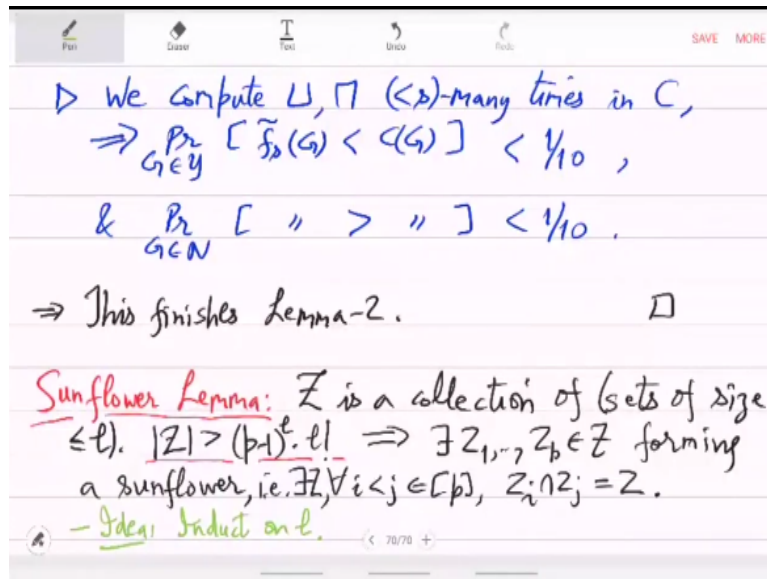 Pen Eraser Text Undo Redo SAVE MORE
▷ We compute ⊔, ⊓ (<s)-many times in C,
⇒ Pr_{G∈Y} [ f̃_s(G) < C(G) ] < 1/10 ,
& Pr_{G∈N} [ " > " ] < 1/10 .
⇒ This finishes Lemma-2. □
Sunflower Lemma: Z is a collection of (sets of size
≤ℓ). |Z| > (p-1)^ℓ · ℓ! ⇒ ∃ Z_1,..,Z_p ∈ Z forming
a sunflower, i.e. ∃Z, ∀ i<j ∈ [p], Z_i ∩ Z_j = Z.
- Idea: Induct on ℓ.
< 70/70 +